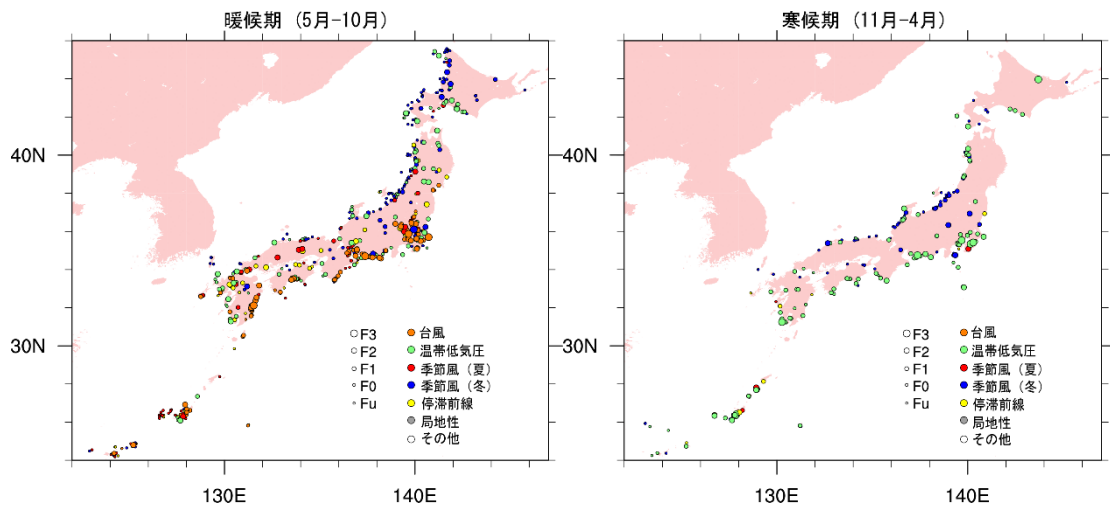 暖候期 (5月-10月)
40N
30N
130E
140E
F3
F2
F1
F0
Fu
台風
温帯低気圧
季節風 (夏)
季節風 (冬)
停滞前線
局地性
その他
寒候期 (11月-4月)
40N
30N
130E
140E
F3
F2
F1
F0
Fu
台風
温帯低気圧
季節風 (夏)
季節風 (冬)
停滞前線
局地性
その他